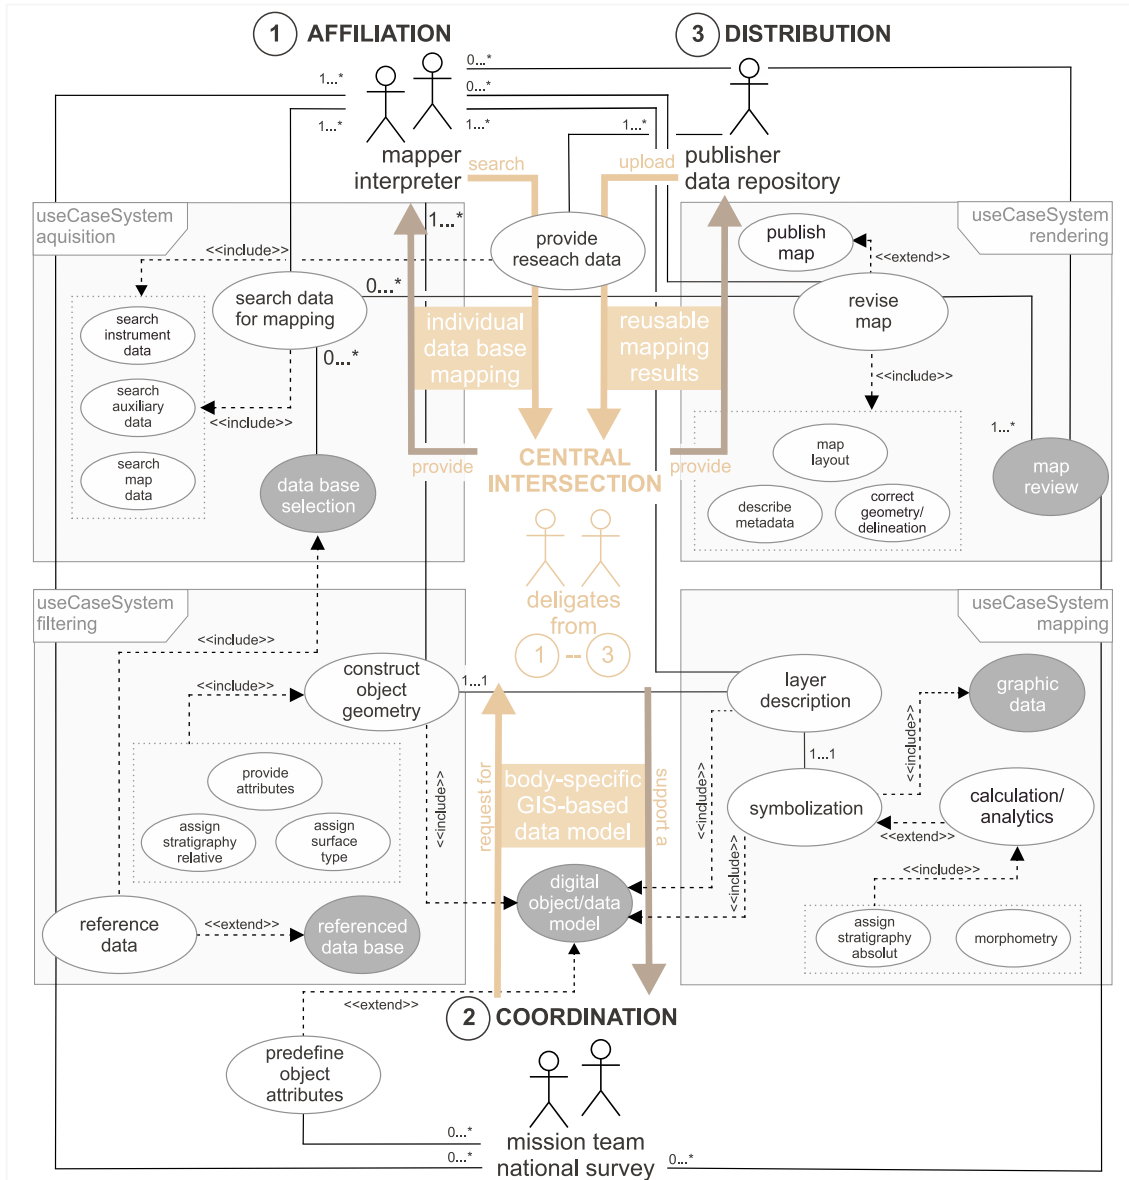 1 AFFILIATION
3 DISTRIBUTION
0...*
1...*
0...*
1...*
1...*
1...*
mapper
interpreter
search
upload
publisher
data repository
useCaseSystem
aquisition
1...*
<<include>>
provide
reseach data
publish
map
<<extend>>
useCaseSystem
rendering
search data
for mapping
0...*
revise
map
search
instrument
data
individual
data base
mapping
reusable
mapping
results
0...*
<<include>>
search
auxiliary
data
<<include>>
1...*
map
layout
search
map
data
data base
selection
provide
CENTRAL
INTERSECTION
provide
map
review
describe
metadata
correct
geometry/
delineation
useCaseSystem
filtering
deligates
from
1 -- 3
useCaseSystem
mapping
<<include>>
<<include>>
construct
object
geometry
1...1
layer
description
graphic
data
<<include>>
1...1
provide
attributes
<<include>>
request for
body-specific
GIS-based
data model
support a
<<include>>
symbolization
calculation/
analytics
<<extend>>
assign
stratigraphy
relative
assign
surface
type
<<include>>
<<include>>
digital
object/data
model
reference
data
<<extend>>
referenced
data base
assign
stratigraphy
absolut
morphometry
<<extend>>
2 COORDINATION
predefine
object
attributes
0...*
mission team
0...*
national survey
0...*